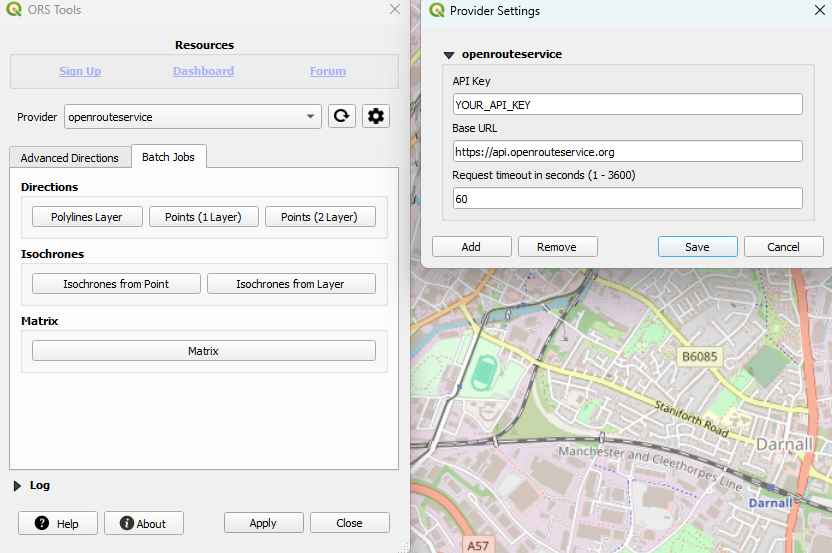 ORS Tools
Resources
Sign Up Dashboard Forum
Provider openrouteservice
Advanced Directions Batch Jobs
Directions
Polylines Layer Points (1 Layer) Points (2 Layer)
Isochrones
Isochrones from Point Isochrones from Layer
Matrix
Matrix
Log
Help About Apply Close
Provider Settings
openrouteservice
API Key
YOUR_API_KEY
Base URL
https://api.openrouteservice.org
Request timeout in seconds (1 - 3600)
60
Add Remove Save Cancel
B6085
Staniforth Road
Darnall
Manchester and Cleethorpes Line
Darnall
A57